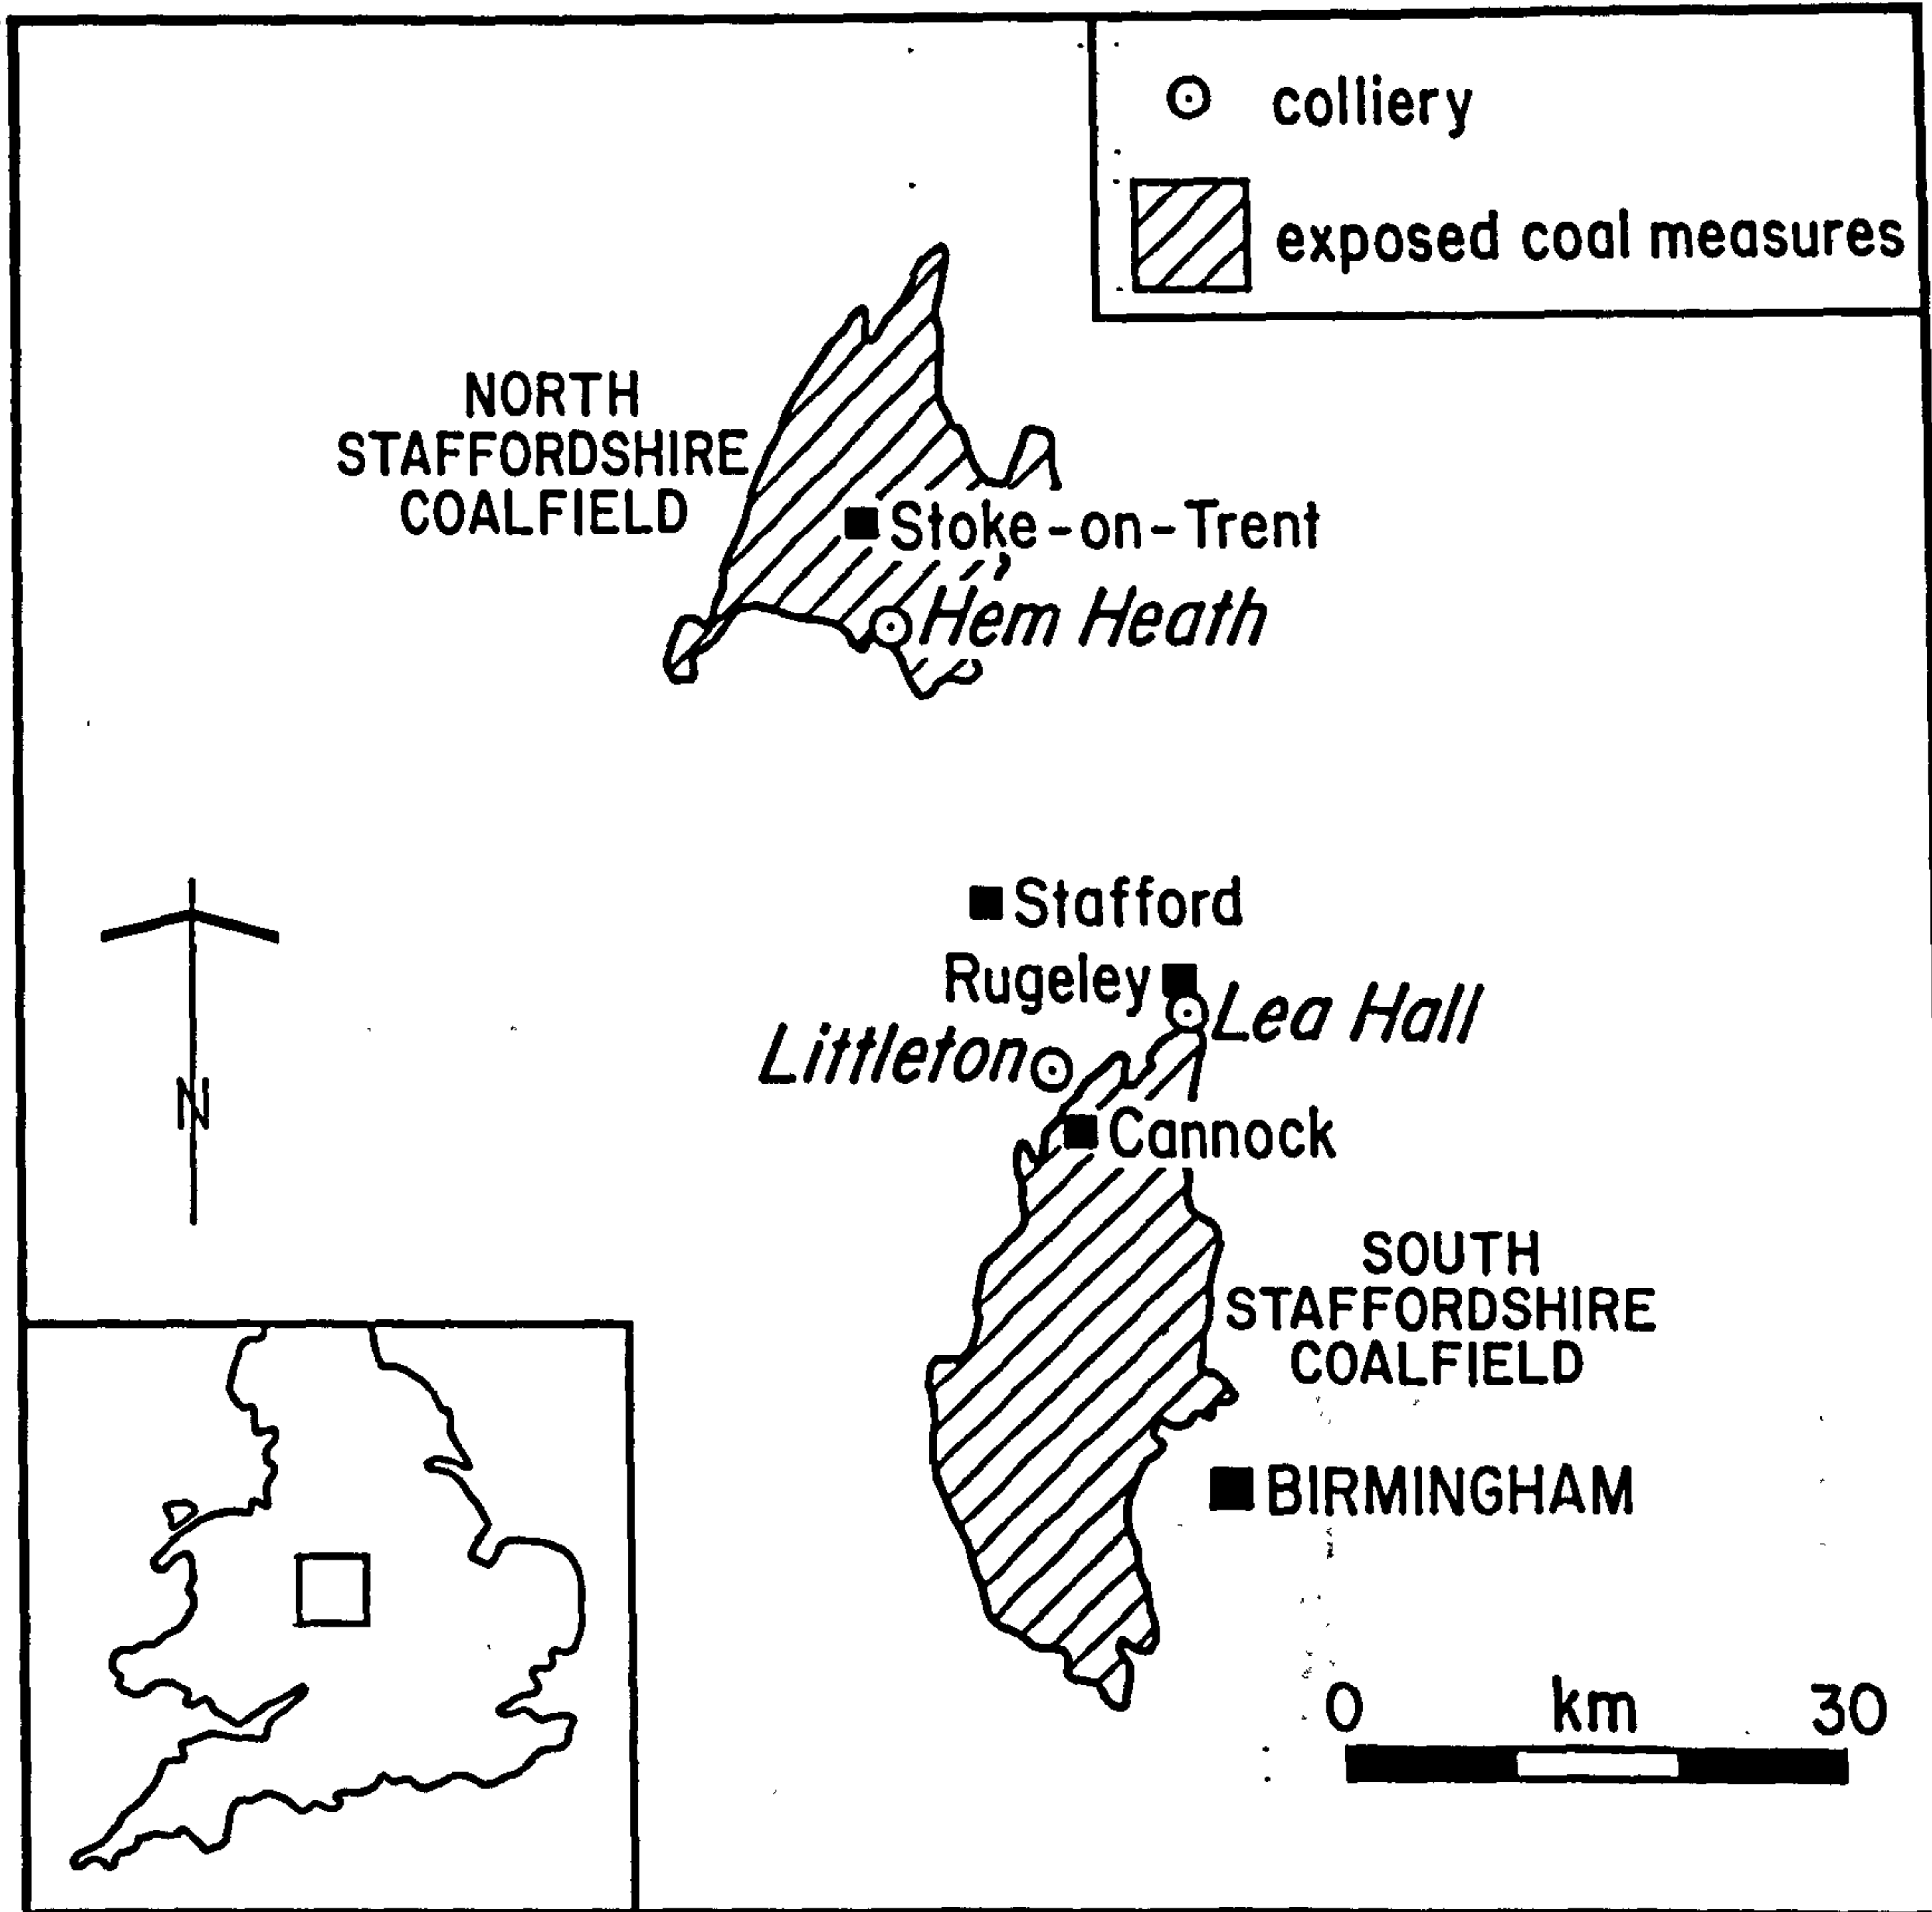 colliery
exposed coal measures
NORTH
STAFFORDSHIRE
COALFIELD
Stoke-on-Trent
Hem Heath
Stafford
Rugeley
Lea Hall
Littleton
Cannock
N
SOUTH
STAFFORDSHIRE
COALFIELD
BIRMINGHAM
0 km 30